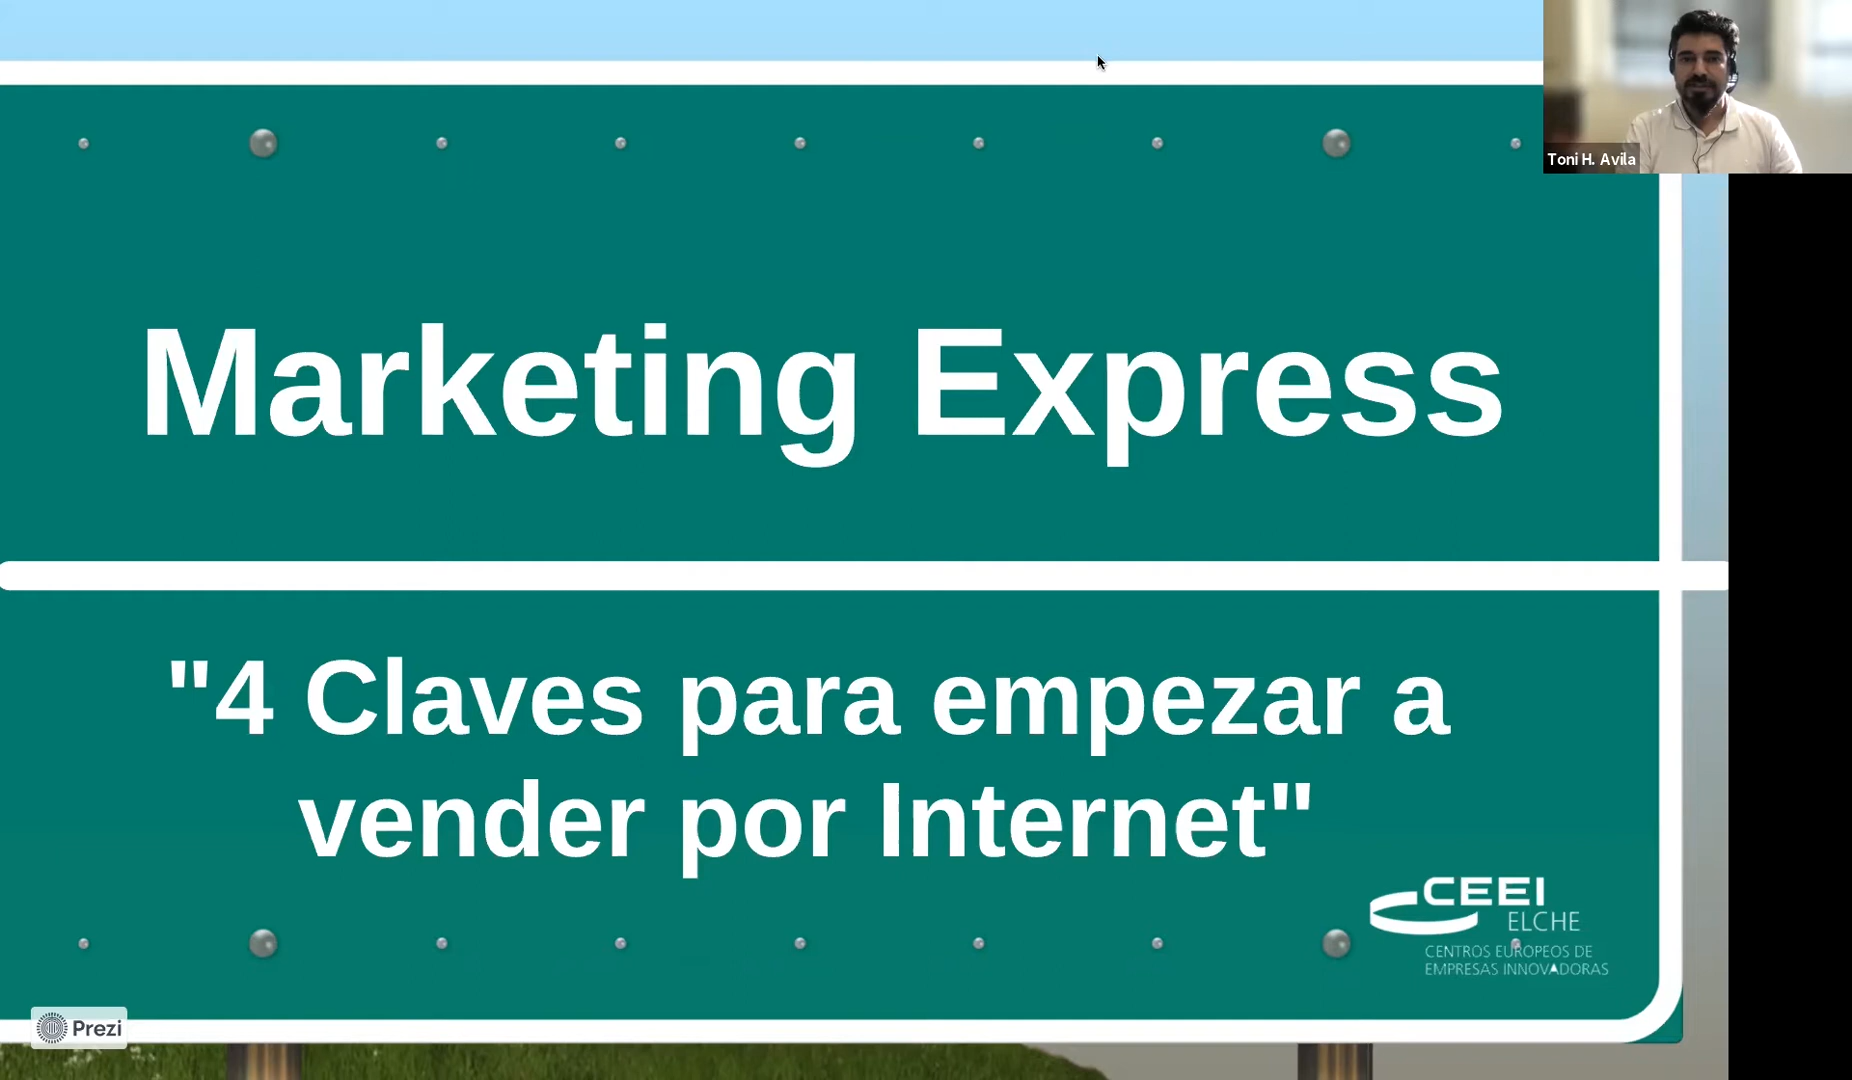 Toni H. Avila
Marketing Express
"4 Claves para empezar a
vender por Internet"
CEEI
ELCHE
CENTROS EUROPEOS DE
EMPRESAS INNOVADORAS
Prezi